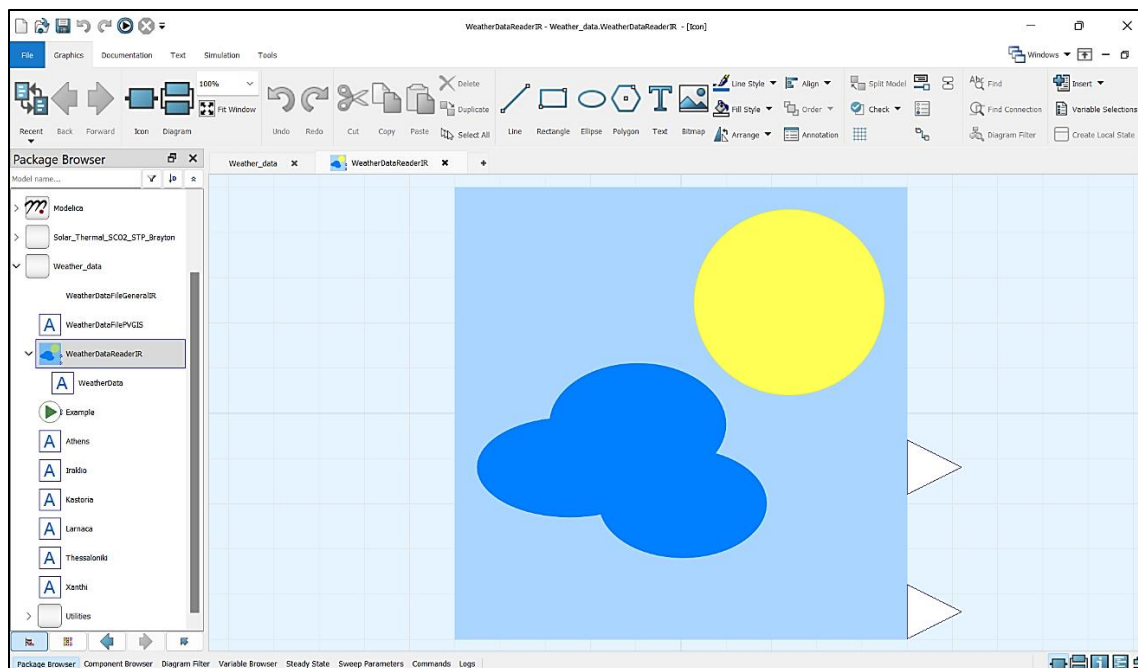 WeatherDataReaderIR - Weather_data.WeatherDataReaderIR - [Icon]
File Graphics Documentation Text Simulation Tools
Windows
100%
Fit Window
Delete
Duplicate
Select All
Line Style
Fill Style
Arrange
Align
Order
Annotation
Split Model
Check
Find
Find Connection
Diagram Filter
Insert
Variable Selections
Create Local State
Recent Back Forward Icon Diagram Undo Redo Cut Copy Paste Line Rectangle Ellipse Polygon Text Bitmap
Package Browser
Model name...
Weather_data
WeatherDataReaderIR
Modelica
Solar_Thermal_SCO2_STP_Brayton
Weather_data
WeatherDataFileGeneralIR
A WeatherDataFilePVGIS
WeatherDataReaderIR
A WeatherData
Example
A Athens
A Iraklio
A Kastoria
A Larnaca
A Thessaloniki
A Xanthi
Utilities
Package Browser Component Browser Diagram Filter Variable Browser Steady State Sweep Parameters Commands Logs